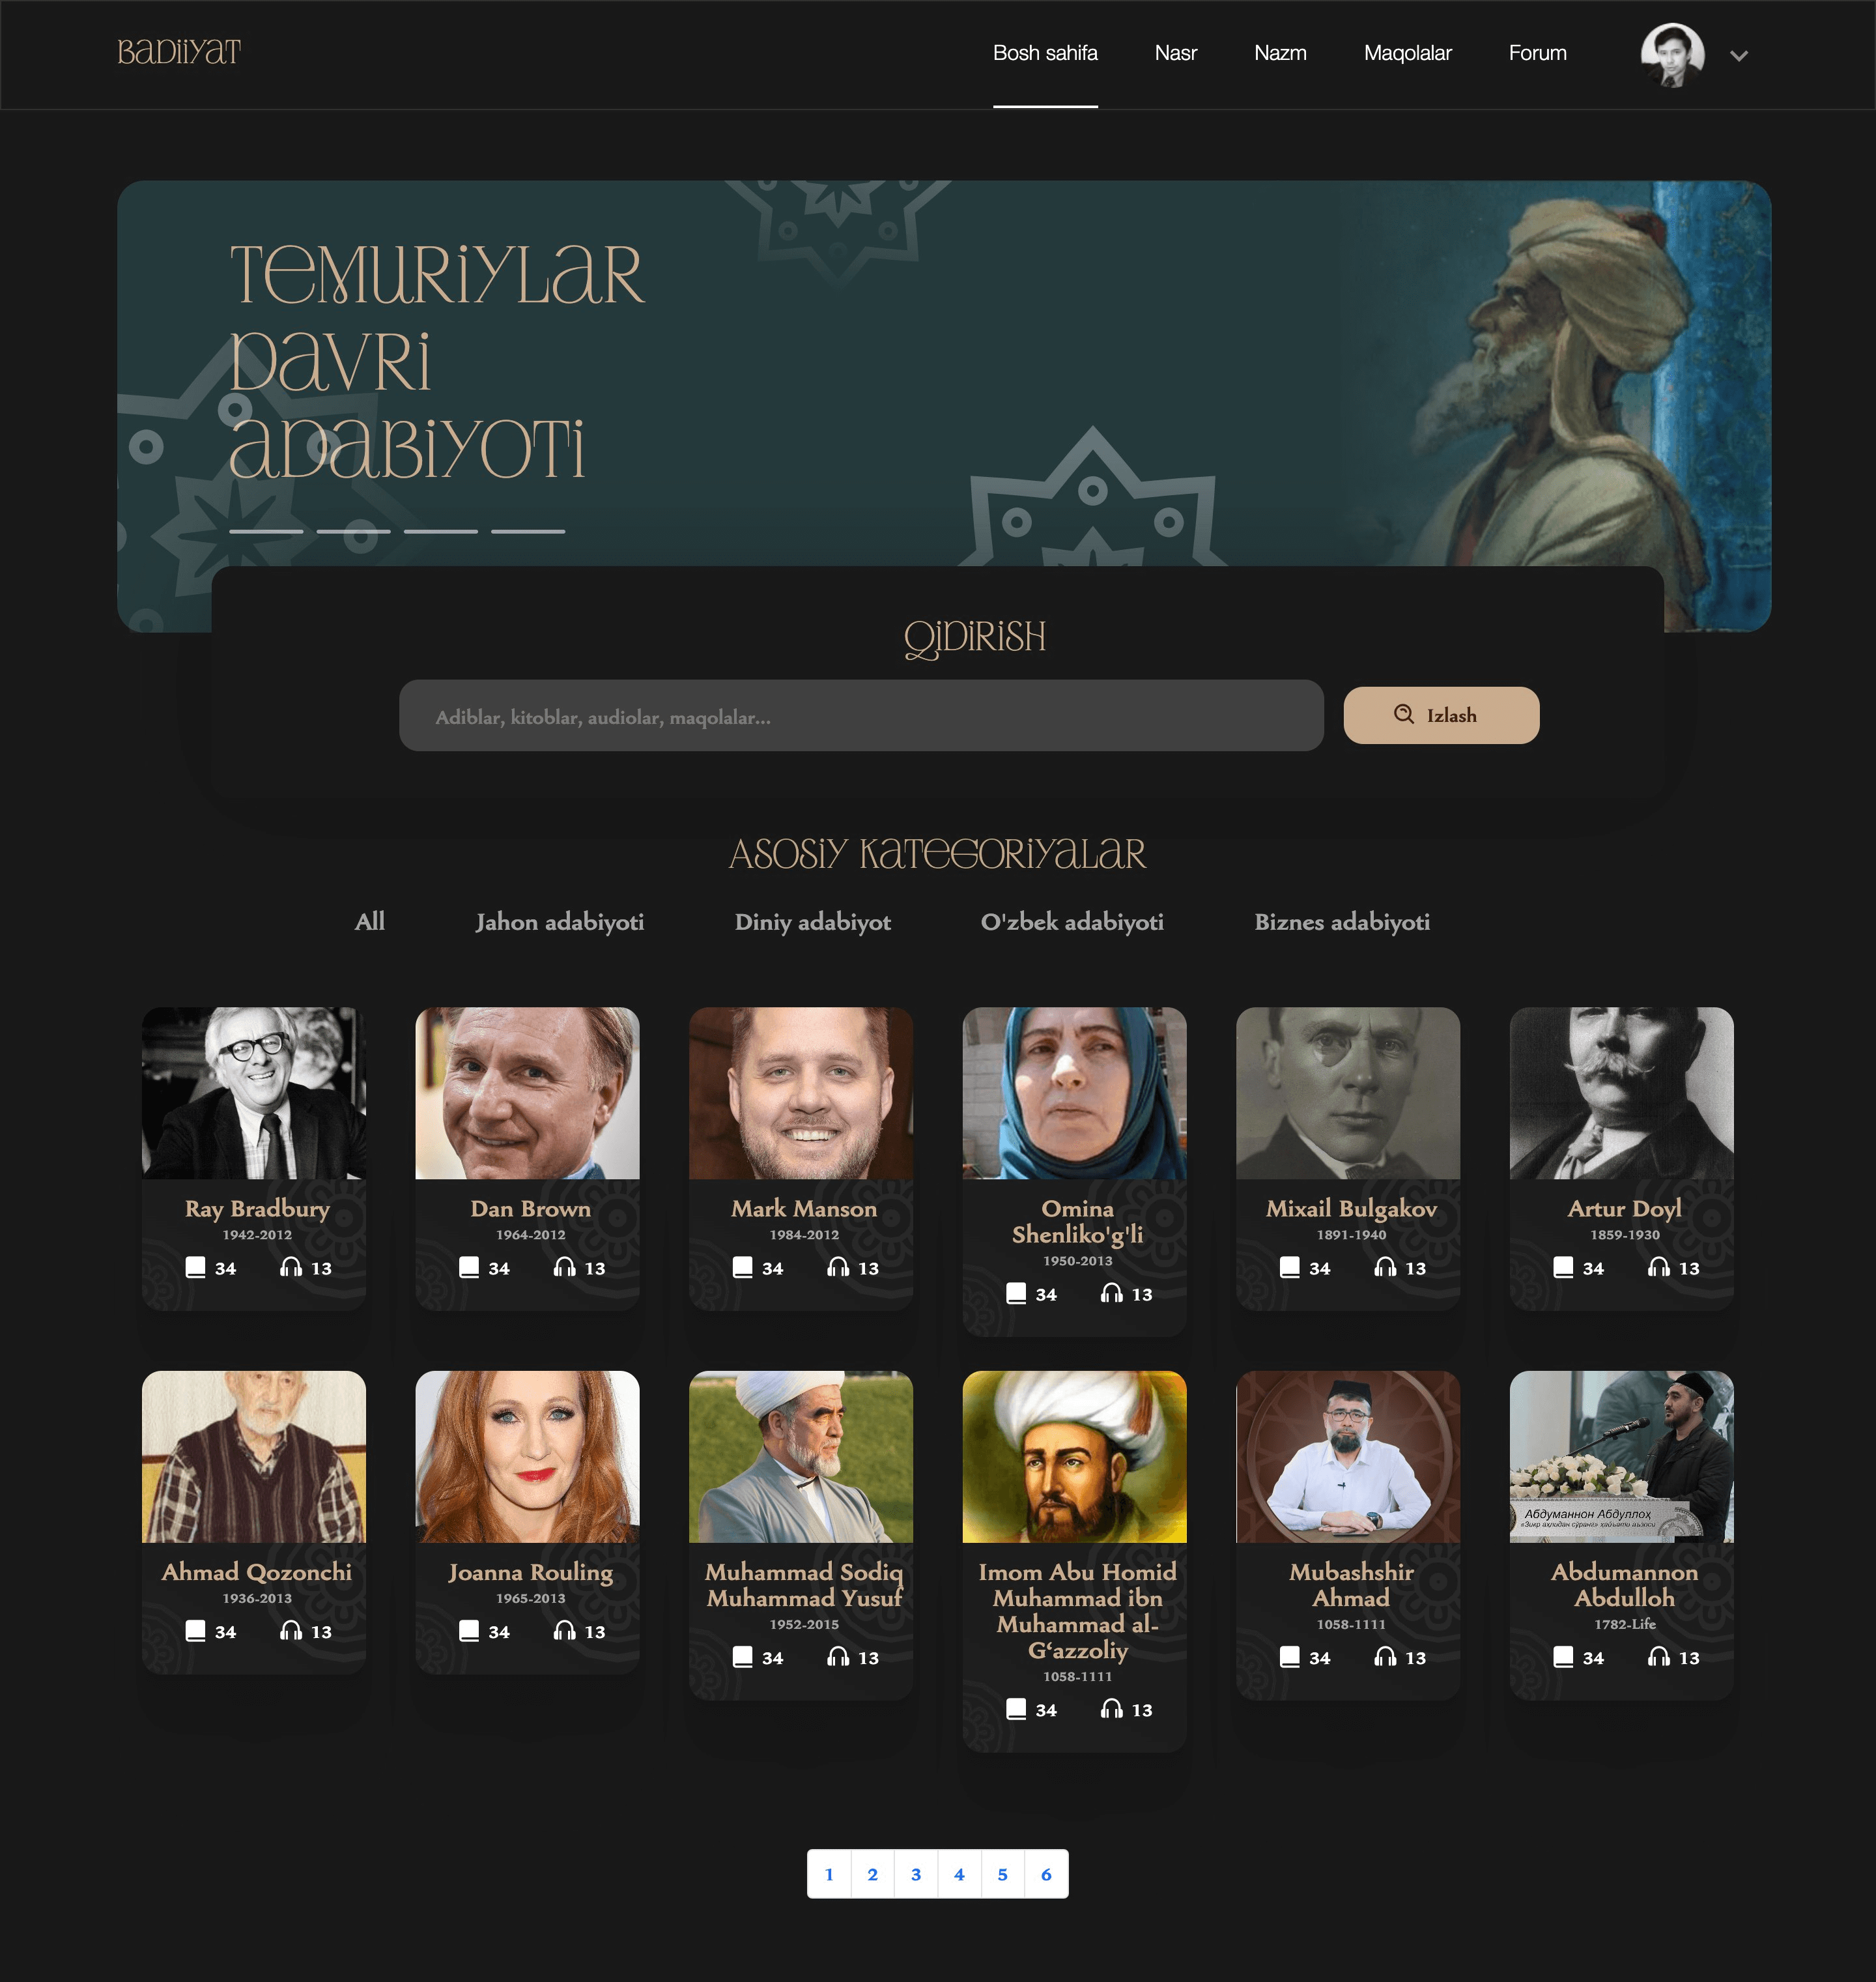 BADIIYAT
Bosh sahifa Nasr Nazm Maqolalar Forum
TEMURIYLAR
DAVRI
ADABIYOTI
QIDIRISH
Adiblar, kitoblar, audiolar, maqolalar...
Izlash
ASOSIY KATEGORIYALAR
All Jahon adabiyoti Diniy adabiyot O'zbek adabiyoti Biznes adabiyoti
Ray Bradbury
1942-2012
34 13
Dan Brown
1964-2012
34 13
Mark Manson
1984-2012
34 13
Omina
Shenliko'g'li
1950-2013
34 13
Mixail Bulgakov
1891-1940
34 13
Artur Doyl
1859-1930
34 13
Ahmad Qozonchi
1936-2013
34 13
Joanna Rouling
1965-2013
34 13
Muhammad Sodiq
Muhammad Yusuf
1952-2015
34 13
Imom Abu Homid
Muhammad ibn
Muhammad al-
G‘azzoliy
1058-1111
34 13
Mubashshir
Ahmad
1058-1111
34 13
Абдуманнон Абдуллоҳ
«Зикр аҳлидан сўранг» ҳайъати аъзоси
Abdumannon
Abdulloh
1782-Life
34 13
1 2 3 4 5 6